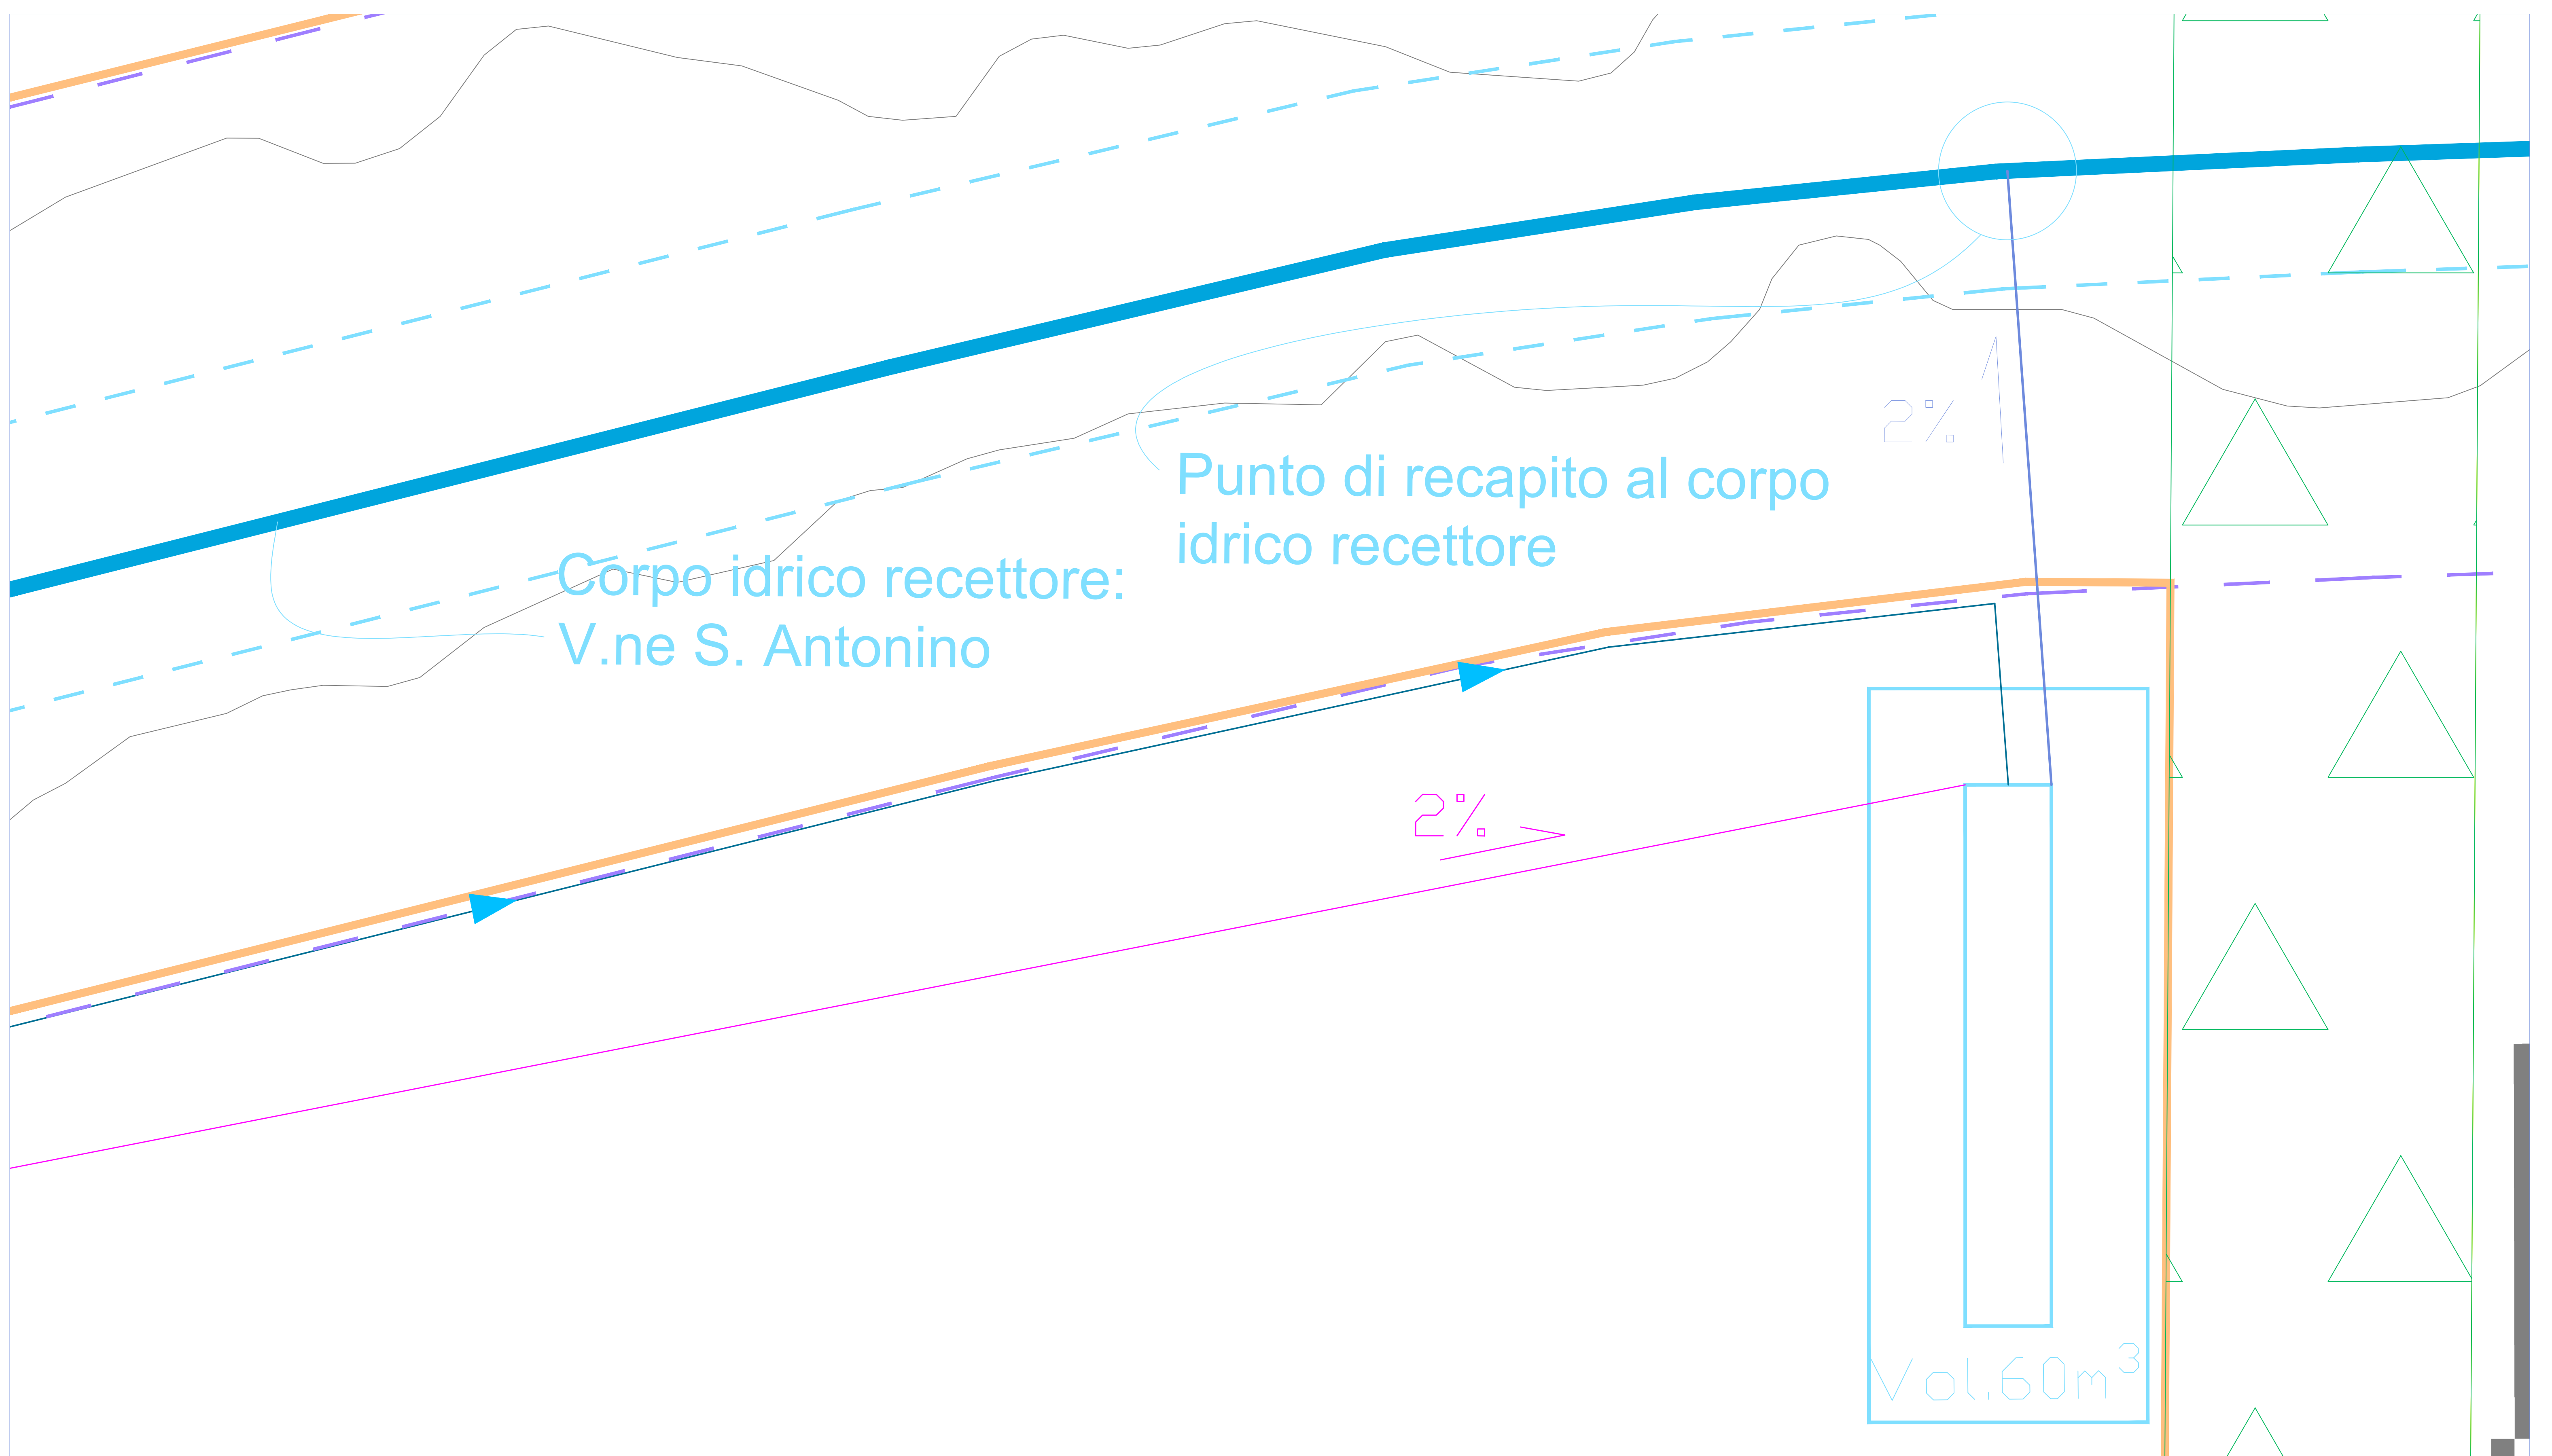 2%
Punto di recapito al corpo
idrico recettore
Corpo idrico recettore:
V.ne S. Antonino
2%
Vol.60m³